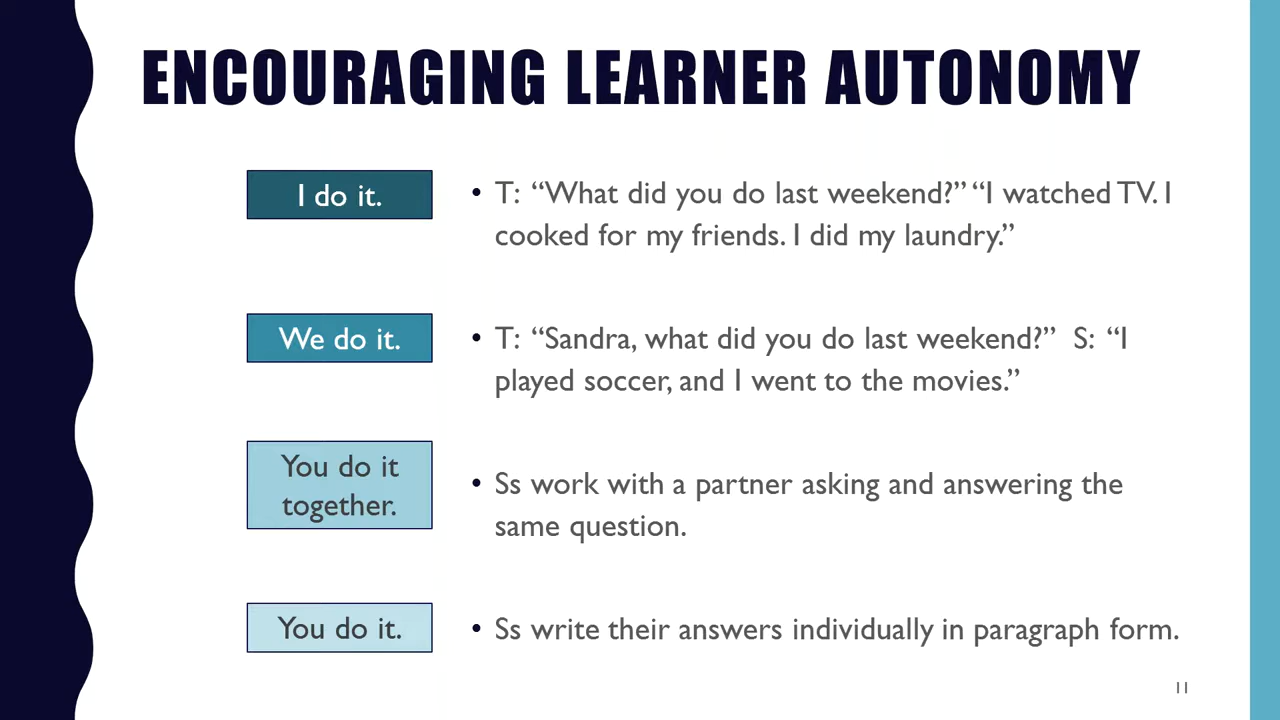 ENCOURAGING LEARNER AUTONOMY
I do it.
• T: “What did you do last weekend?” “I watched TV. I
cooked for my friends. I did my laundry.”
We do it.
• T: “Sandra, what did you do last weekend?”  S: “I
played soccer, and I went to the movies.”
You do it
together.
• Ss work with a partner asking and answering the
same question.
You do it.
• Ss write their answers individually in paragraph form.
11